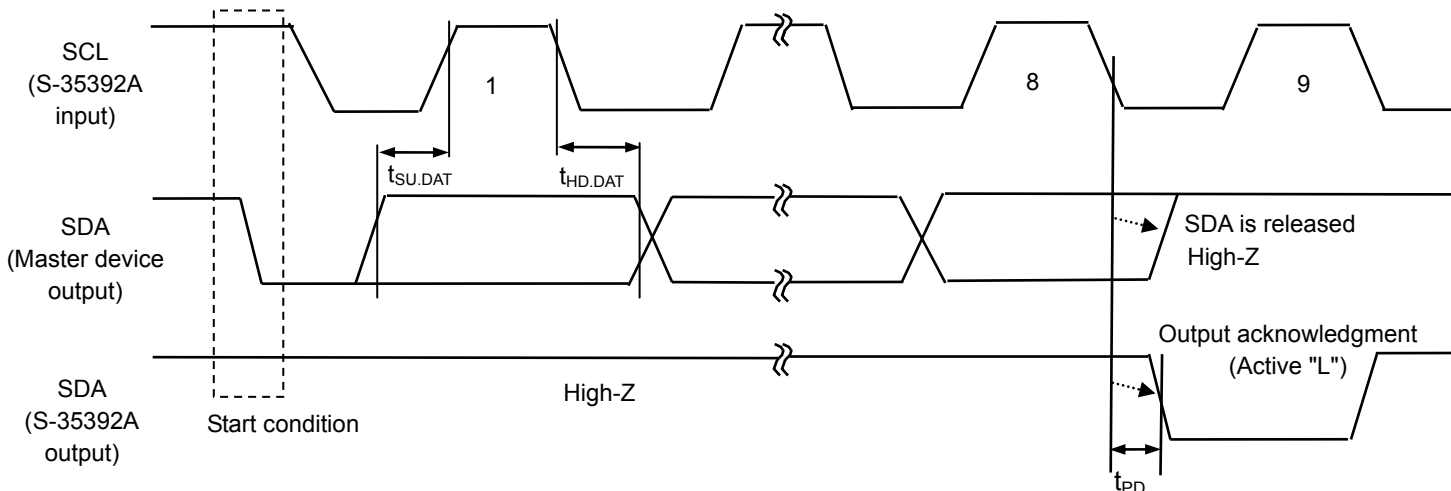 SCL
(S-35392A
input)
1
8
9
tSU.DAT
tHD.DAT
SDA
(Master device
output)
SDA is released
High-Z
Output acknowledgment
(Active "L")
SDA
(S-35392A
output)
High-Z
Start condition
tPD